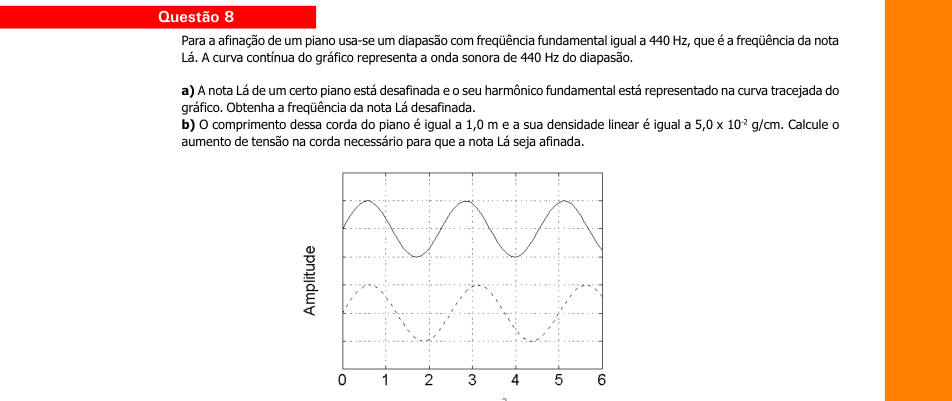 Questão 8
Para a afinação de um piano usa-se um diapasão com freqüência fundamental igual a 440 Hz, que é a freqüência da nota
Lá. A curva contínua do gráfico representa a onda sonora de 440 Hz do diapasão.
a) A nota Lá de um certo piano está desafinada e o seu harmônico fundamental está representado na curva tracejada do
gráfico. Obtenha a freqüência da nota Lá desafinada.
b) O comprimento dessa corda do piano é igual a 1,0 m e a sua densidade linear é igual a 5,0 x 10⁻² g/cm. Calcule o
aumento de tensão na corda necessário para que a nota Lá seja afinada.
Amplitude
0 1 2 3 4 5 6